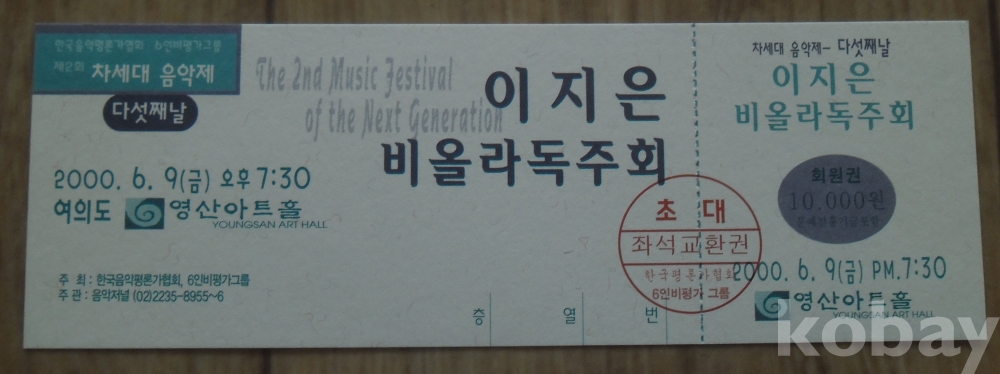 한국음악평론가협회 6인비평가그룹
제2회 차세대 음악제
다섯째날
The 2nd Music Festival
of the Next Generation
이지은
비올라독주회
2000. 6. 9(금) 오후 7:30
여의도 영산아트홀
YOUNGSAN ART HALL
주 최 : 한국음악평론가협회, 6인비평가그룹
주 관 : 음악저널 (02)2235-8955~6
층 열 번
초 대
좌석교환권
한국평론가협회
6인비평가 그룹
차세대 음악제- 다섯째날
이지은
비올라독주회
회원권
10,000원
2000. 6. 9(금) PM.7:30
영산아트홀
YOUNGSAN ART HALL
kobay